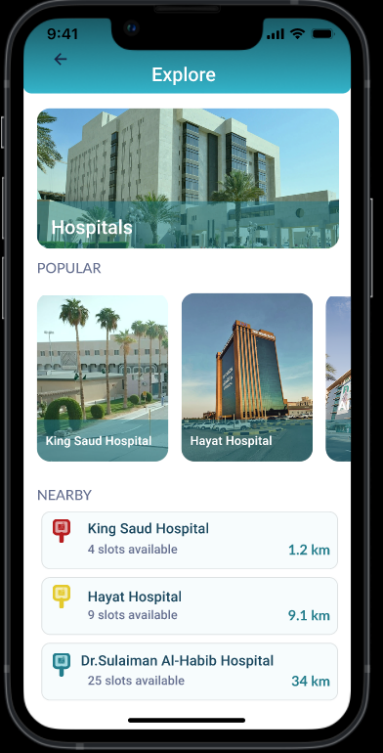 9:41
Explore
Hospitals
POPULAR
King Saud Hospital
Hayat Hospital
NEARBY
King Saud Hospital
4 slots available
1.2 km
Hayat Hospital
9 slots available
9.1 km
Dr.Sulaiman Al-Habib Hospital
25 slots available
34 km